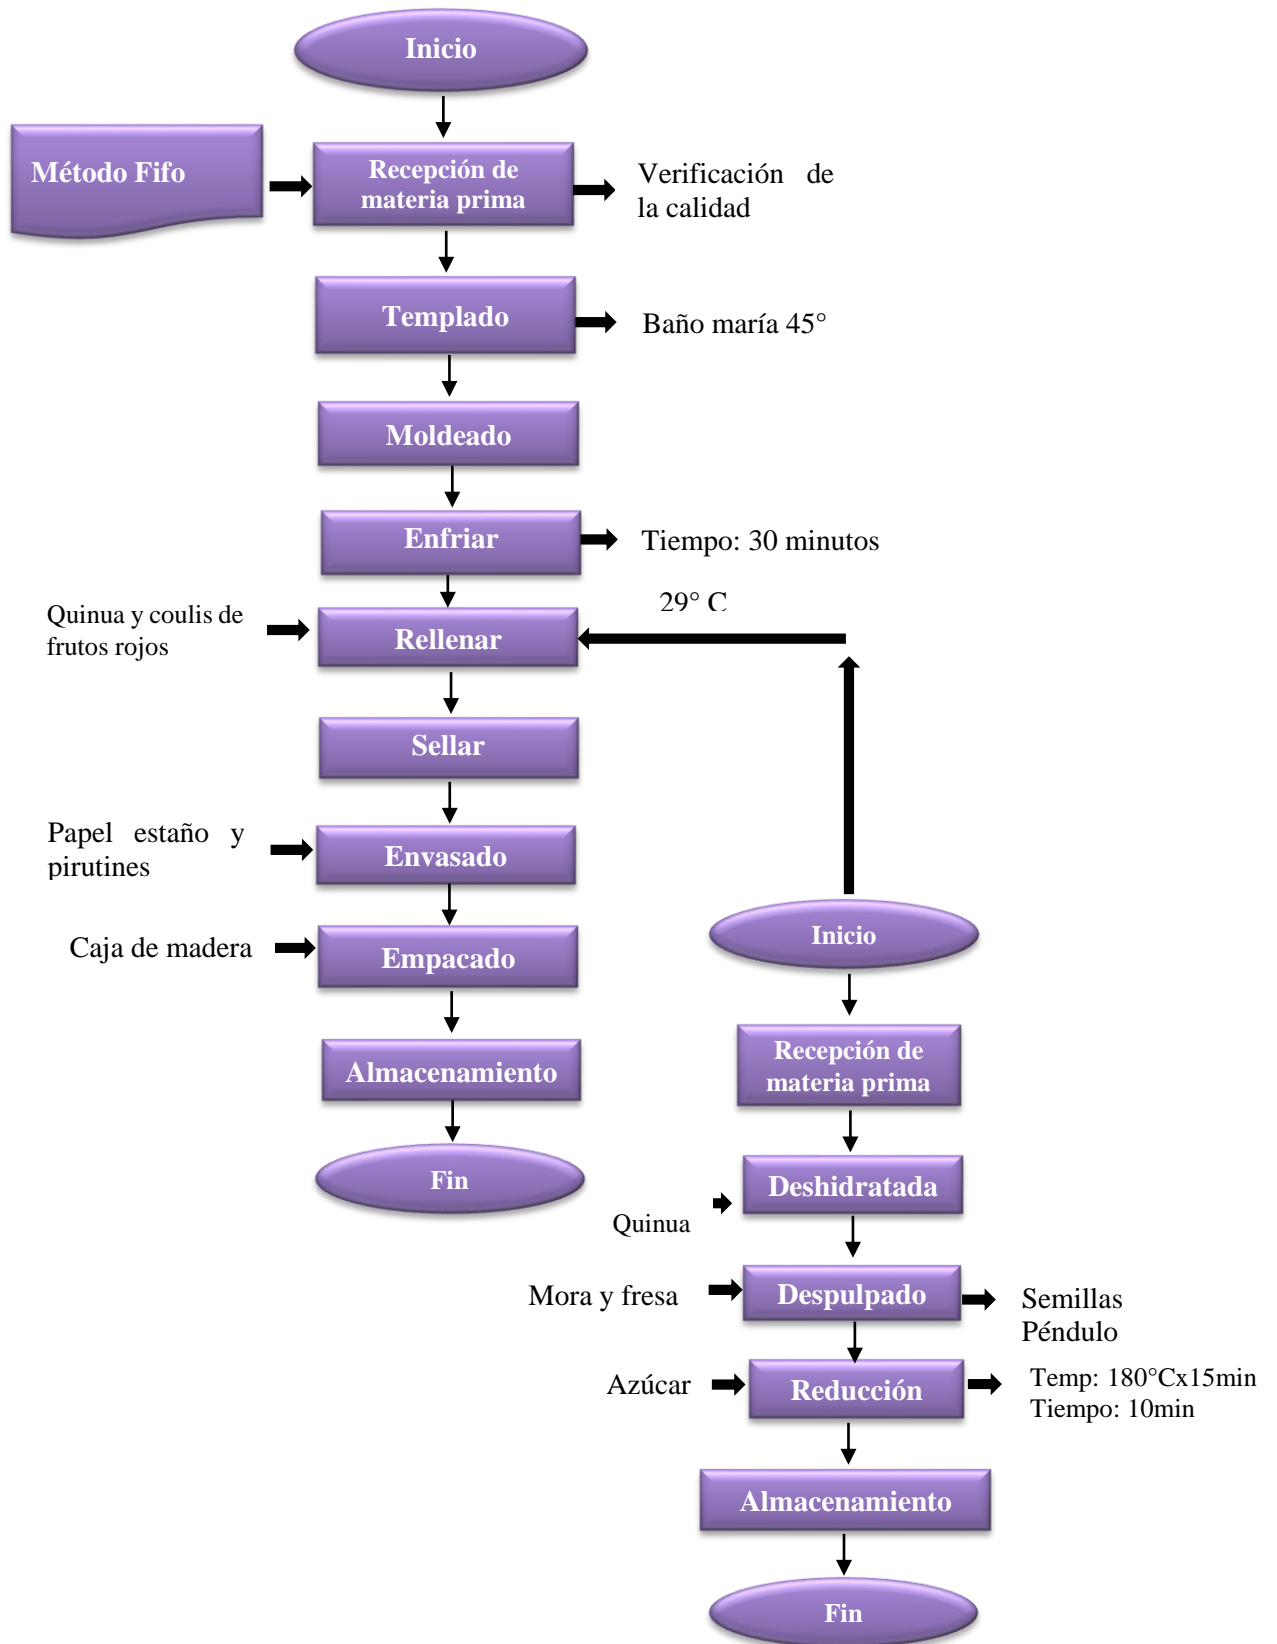 Inicio
Método Fifo
Recepción de
materia prima
Verificación de
la calidad
Templado
Baño maría 45°
Moldeado
Enfriar
Tiempo: 30 minutos
29° C
Quinua y coulis de
frutos rojos
Rellenar
Sellar
Papel estaño y
pirutines
Envasado
Caja de madera
Empacado
Almacenamiento
Fin
Inicio
Recepción de
materia prima
Deshidratada
Quinua
Mora y fresa
Despulpado
Semillas
Péndulo
Azúcar
Reducción
Temp: 180°Cx15min
Tiempo: 10min
Almacenamiento
Fin